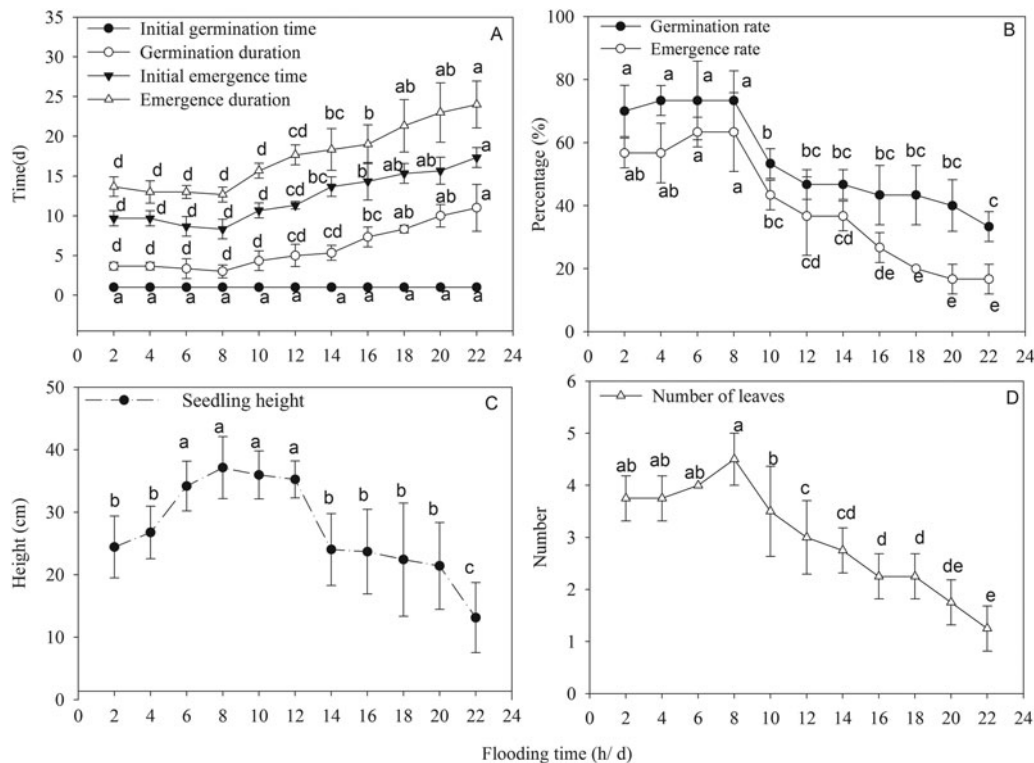 35
30
25
20
15
10
5
0
Time(d)
Initial germination time
Germination duration
Initial emergence time
Emergence duration
A
d d d d d cd bc b ab ab a
d d d d d cd bc b ab ab a
d d d d d cd cd bc ab ab a
a a a a a a a a a a a
0 2 4 6 8 10 12 14 16 18 20 22 24
100
80
60
40
20
0
Percentage (%)
Germination rate
Emergence rate
B
a a a a b bc bc bc bc bc c
ab ab a a bc cd cd de e e e
0 2 4 6 8 10 12 14 16 18 20 22 24
50
40
30
20
10
0
Height (cm)
Seedling height
C
b b a a a a b b b b c
0 2 4 6 8 10 12 14 16 18 20 22 24
6
5
4
3
2
1
0
Number
Number of leaves
D
ab ab ab a b c cd d d de e
0 2 4 6 8 10 12 14 16 18 20 22 24
Flooding time (h/ d)